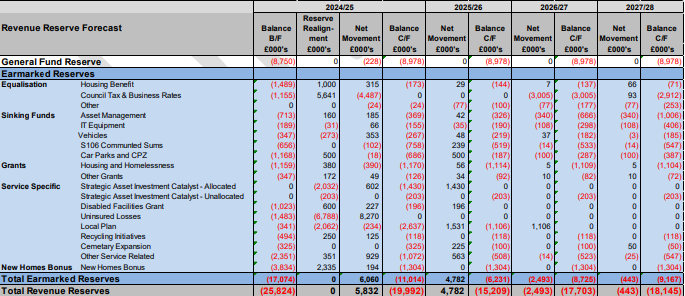 2024/25 2025/26 2026/27 2027/28
Revenue Reserve Forecast Balance B/F £000's Reserve Realign-ment £000's Net Movement £000's Balance C/F £000's Net Movement £000's Balance C/F £000's Net Movement £000's Balance C/F £000's Net Movement £000's Balance C/F £000's
General Fund Reserve (8,750) 0 (228) (8,978) 0 (8,978) 0 (8,978) 0 (8,978)
Earmarked Reserves
Equalisation Housing Benefit (1,489) 1,000 315 (173) 29 (144) 7 (137) 66 (71)
Council Tax & Business Rates (1,155) 5,641 (4,487) 0 0 0 (3,005) (3,005) 93 (2,912)
Other 0 0 (24) (24) (77) (100) (77) (177) (77) (253)
Sinking Funds Asset Management (713) 160 185 (369) 42 (326) (340) (666) (340) (1,006)
IT Equipment (189) (31) 66 (155) (35) (190) (108) (298) (108) (406)
Vehicles (347) (273) 353 (267) 48 (219) 37 (182) (3) (185)
S106 Commuted Sums (656) 0 (102) (758) 239 (519) (14) (533) (14) (547)
Car Parks and CPZ (1,168) 500 (18) (686) 500 (187) (100) (287) (100) (387)
Grants Housing and Homelessness (1,159) 380 (390) (1,170) 56 (1,114) 5 (1,109) 5 (1,104)
Other Grants (347) 172 49 (126) 34 (92) 10 (82) 10 (72)
Service Specific Strategic Asset Investment Catalyst - Allocated 0 (2,032) 602 (1,430) 1,430 0 0 0 0
Strategic Asset Investment Catalyst - Unallocated 0 (203) 0 (203) 0 (203) 0 (203) 0 (203)
Disabled Facilities Grant (1,023) 600 227 (196) 196 0 0 0 0
Uninsured Losses (1,483) (6,788) 8,270 0 0 0 0 0 0
Local Plan (341) (2,062) (234) (2,637) 1,531 (1,106) 1,106 0 0 0
Recycling Initiatives (494) 250 125 (118) 0 (118) 0 (118) 0 (118)
Cemetary Expansion (325) 0 0 (325) 225 (100) 0 (100) 50 (50)
Other Service Related (2,351) 351 929 (1,072) 563 (508) (14) (523) (25) (547)
New Homes Bonus New Homes Bonus (3,834) 2,335 194 (1,304) 0 (1,304) 0 (1,304) 0 (1,304)
Total Earmarked Reserves (17,074) 0 6,060 (11,014) 4,782 (6,231) (2,493) (8,725) (443) (9,167)
Total Revenue Reserves (25,824) 0 5,832 (19,992) 4,782 (15,209) (2,493) (17,703) (443) (18,145)